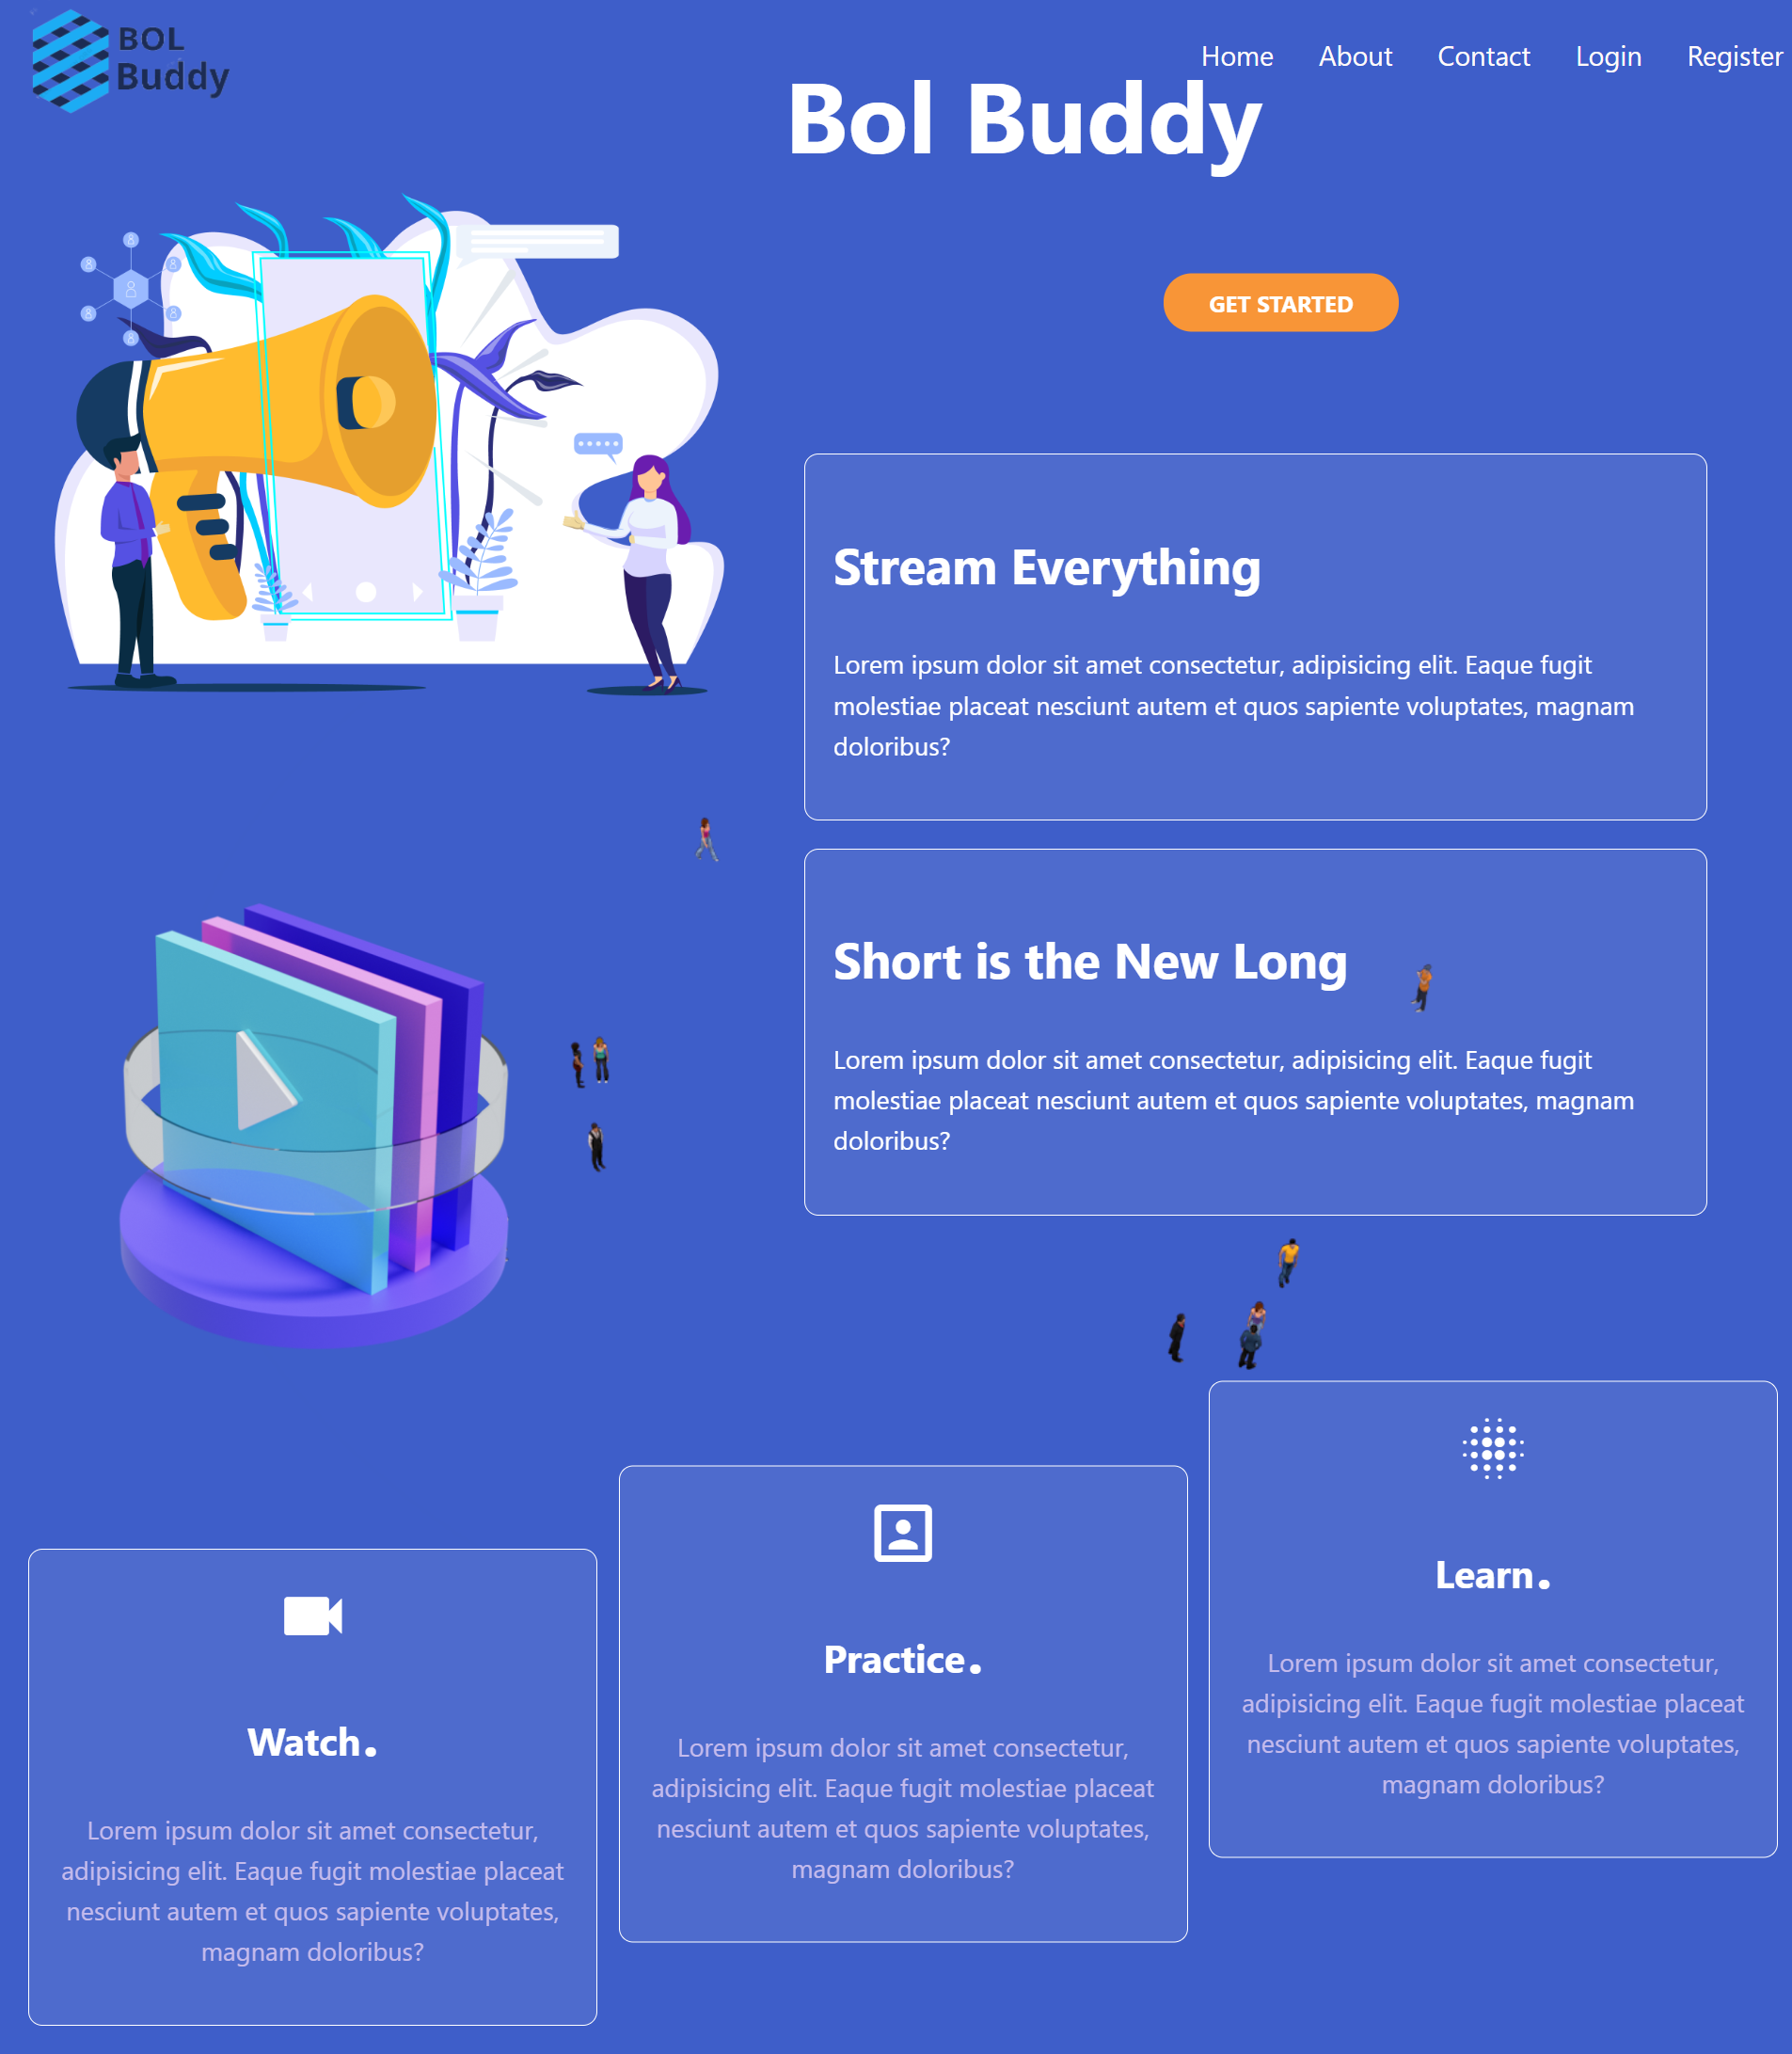 BOL
Buddy
Home About Contact Login Register
Bol Buddy
GET STARTED
Stream Everything
Lorem ipsum dolor sit amet consectetur, adipisicing elit. Eaque fugit
molestiae placeat nesciunt autem et quos sapiente voluptates, magnam
doloribus?
Short is the New Long
Lorem ipsum dolor sit amet consectetur, adipisicing elit. Eaque fugit
molestiae placeat nesciunt autem et quos sapiente voluptates, magnam
doloribus?
Watch.
Lorem ipsum dolor sit amet consectetur,
adipisicing elit. Eaque fugit molestiae placeat
nesciunt autem et quos sapiente voluptates,
magnam doloribus?
Practice.
Lorem ipsum dolor sit amet consectetur,
adipisicing elit. Eaque fugit molestiae placeat
nesciunt autem et quos sapiente voluptates,
magnam doloribus?
Learn.
Lorem ipsum dolor sit amet consectetur,
adipisicing elit. Eaque fugit molestiae placeat
nesciunt autem et quos sapiente voluptates,
magnam doloribus?